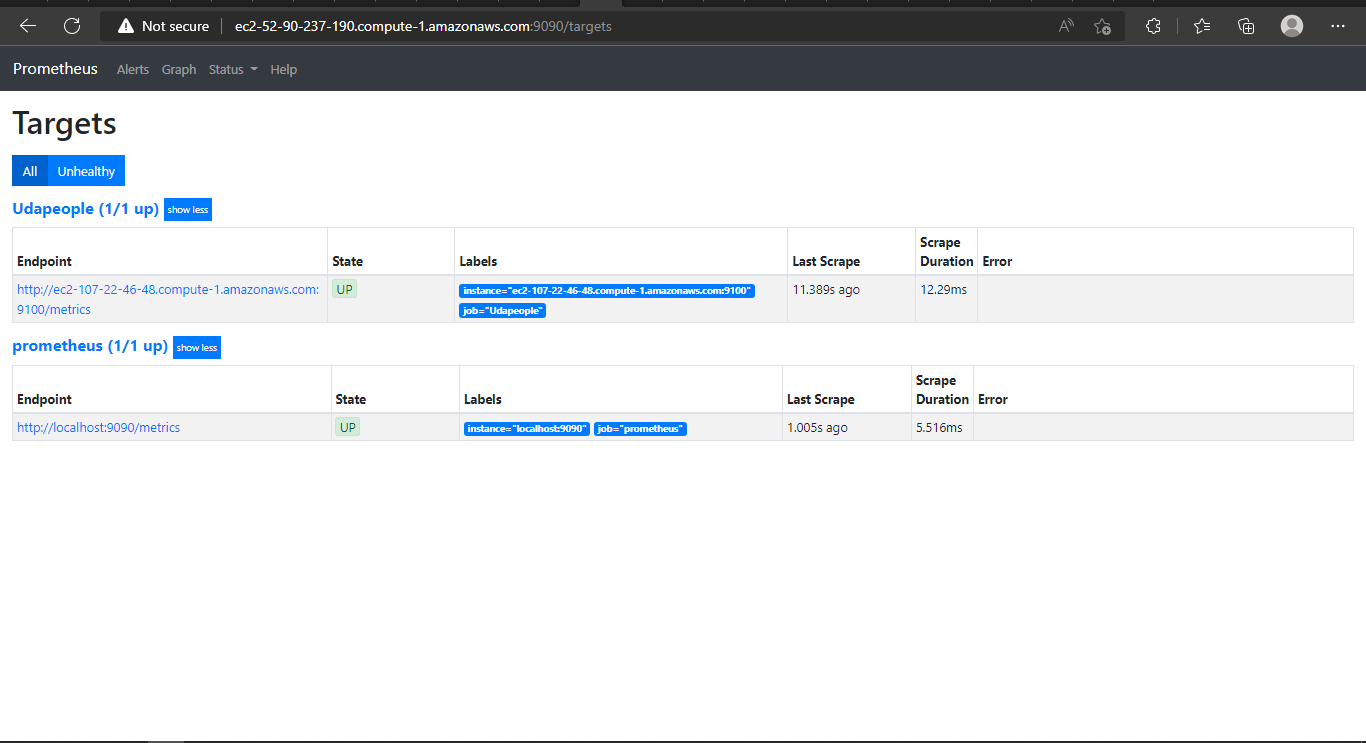 Not secure ec2-52-90-237-190.compute-1.amazonaws.com:9090/targets
Prometheus Alerts Graph Status Help
Targets
All Unhealthy
Udapeople (1/1 up) show less
Endpoint State Labels Last Scrape Scrape Duration Error
http://ec2-107-22-46-48.compute-1.amazonaws.com:
9100/metrics
UP
instance="ec2-107-22-46-48.compute-1.amazonaws.com:9100"
job="Udapeople"
11.389s ago 12.29ms
prometheus (1/1 up) show less
Endpoint State Labels Last Scrape Scrape Duration Error
http://localhost:9090/metrics UP instance="localhost:9090" job="prometheus" 1.005s ago 5.516ms